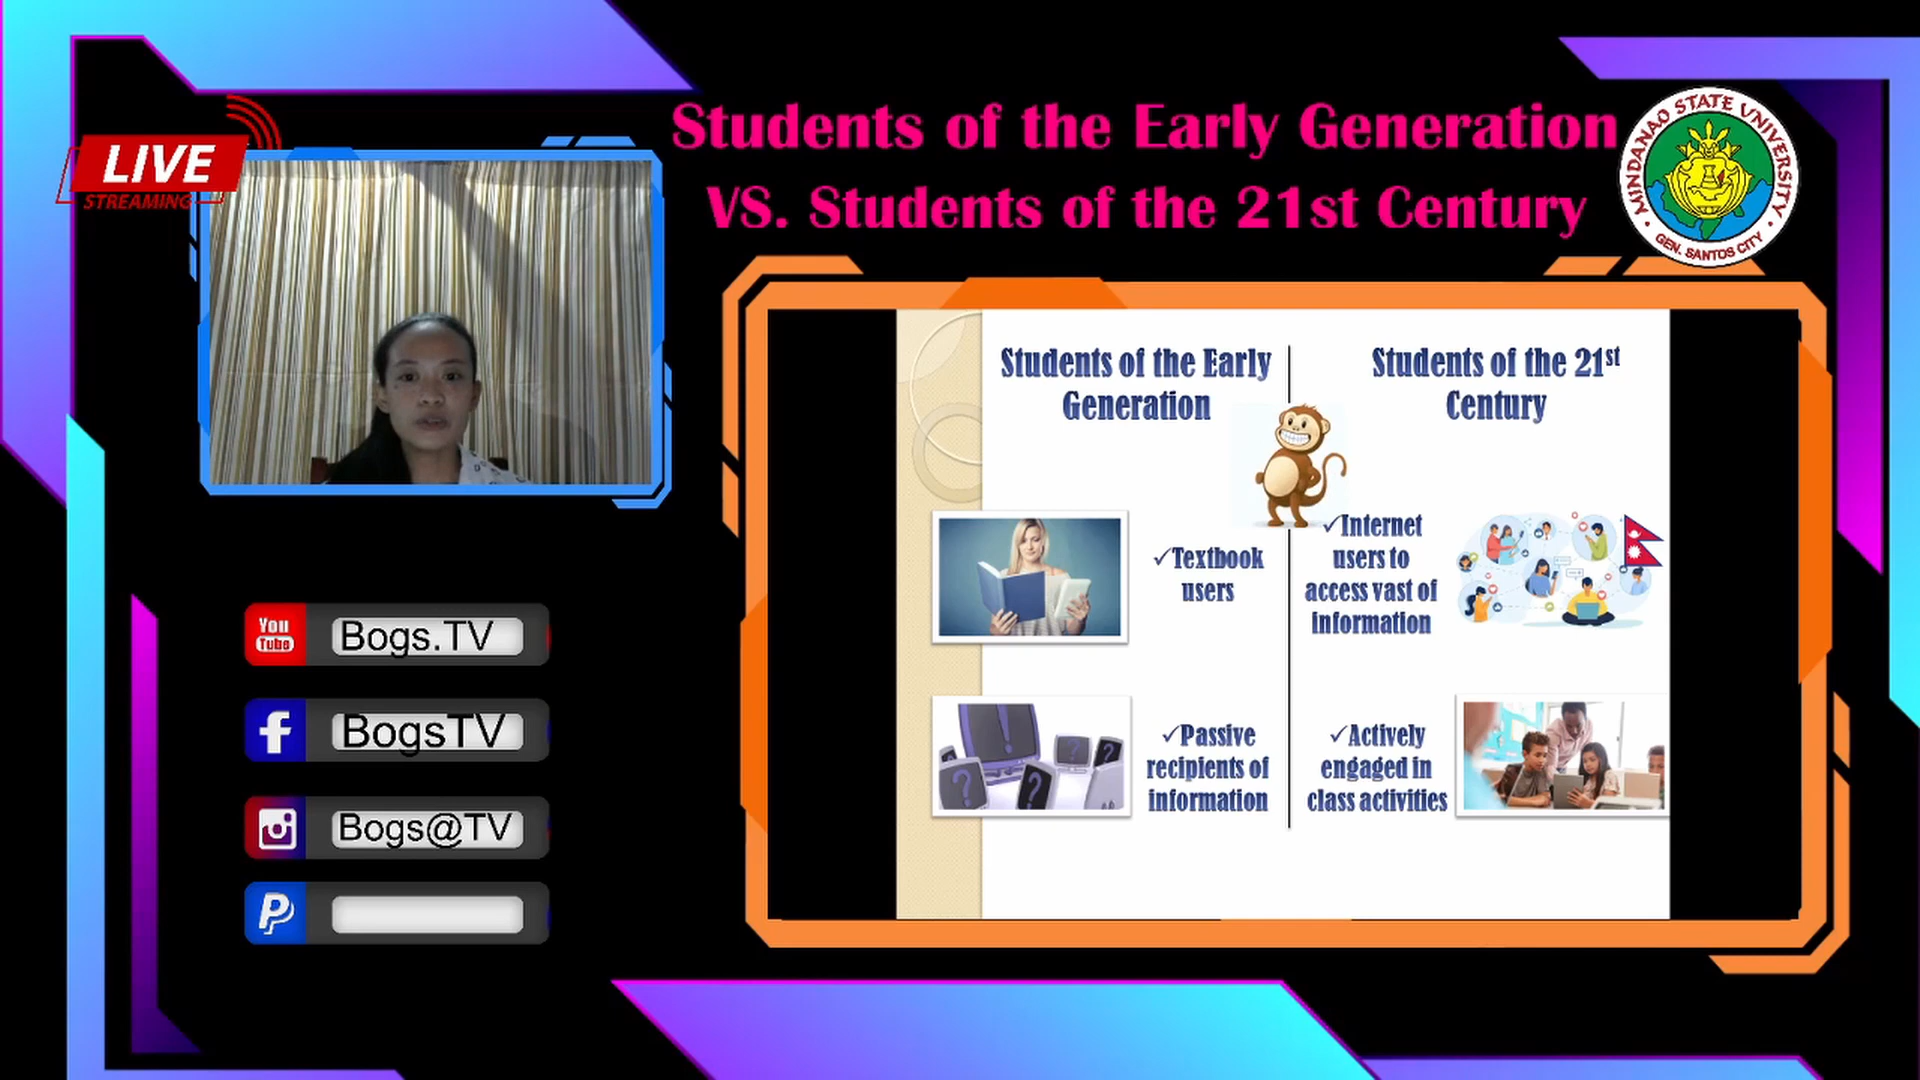 LIVE
STREAMING
Students of the Early Generation
VS. Students of the 21st Century
MINDANAO STATE UNIVERSITY
GEN. SANTOS CITY
Students of the Early
Generation
✓Textbook
users
✓Passive
recipients of
information
Students of the 21st
Century
✓Internet
users to
access vast of
information
✓Actively
engaged in
class activities
You
Tube
Bogs.TV
f
BogsTV
Bogs@TV
P